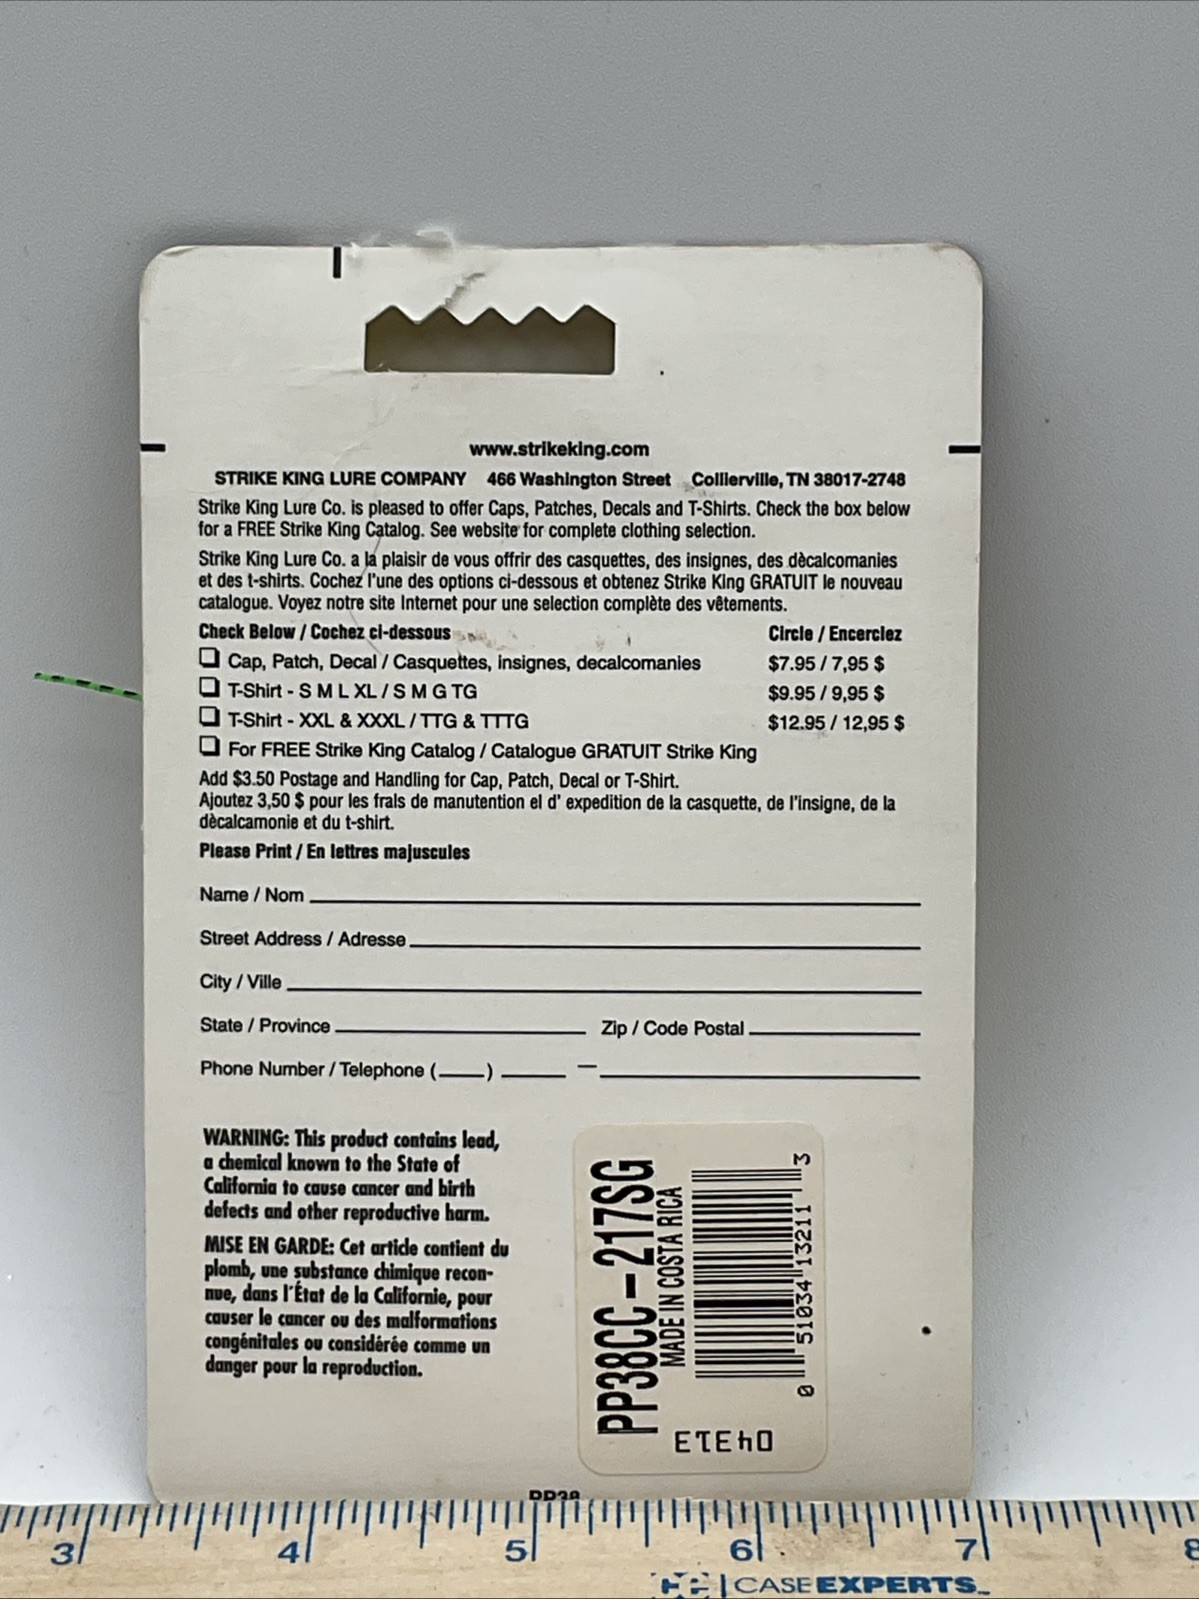 www.strikeking.com
STRIKE KING LURE COMPANY 466 Washington Street Collierville, TN 38017-2748
Strike King Lure Co. is pleased to offer Caps, Patches, Decals and T-Shirts. Check the box below
for a FREE Strike King Catalog. See website for complete clothing selection.
Strike King Lure Co. a la plaisir de vous offrir des casquettes, des insignes, des dècalcomanies
et des t-shirts. Cochez l'une des options ci-dessous et obtenez Strike King GRATUIT le nouveau
catalogue. Voyez notre site Internet pour une selection complète des vêtements.
Check Below / Cochez ci-dessous Circle / Encerclez
Cap, Patch, Decal / Casquettes, insignes, decalcomanies $7.95 / 7,95 $
T-Shirt - S M L XL / S M G TG $9.95 / 9,95 $
T-Shirt - XXL & XXXL / TTG & TTTG $12.95 / 12,95 $
For FREE Strike King Catalog / Catalogue GRATUIT Strike King
Add $3.50 Postage and Handling for Cap, Patch, Decal or T-Shirt.
Ajoutez 3,50 $ pour les frais de manutention el d' expedition de la casquette, de l'insigne, de la
dècalcamonie et du t-shirt.
Please Print / En lettres majuscules
Name / Nom
Street Address / Adresse
City / Ville
State / Province Zip / Code Postal
Phone Number / Telephone ( ) –
WARNING: This product contains lead,
a chemical known to the State of
California to cause cancer and birth
defects and other reproductive harm.
MISE EN GARDE: Cet article contient du
plomb, une substance chimique recon-
nue, dans l'État de la Californie, pour
causer le cancer ou des malformations
congénitales ou considérée comme un
danger pour la reproduction.
PP38CC-217SG
MADE IN COSTA RICA
0 51034 13211 3
04313
PP38
3 4 5 6 7 8
CASEEXPERTS